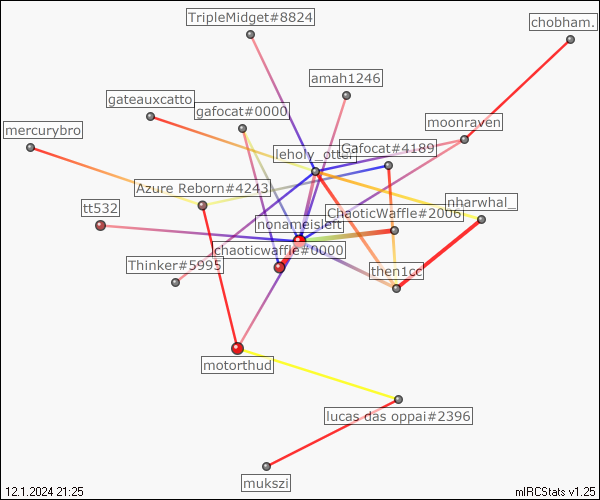 TripleMidget#8824
chobham.
amah1246
gateauxcatto
gafocat#0000
moonraven
mercurybro
leholy_otter
Gafocat#4189
Azure Reborn#4243
nharwhal_
tt532
ChaoticWaffle#2006
nonameisleft
chaoticwaffle#0000
Thinker#5995
then1cc
motorthud
lucas das oppai#2396
mukszi
12.1.2024 21:25
mIRCStats v1.25